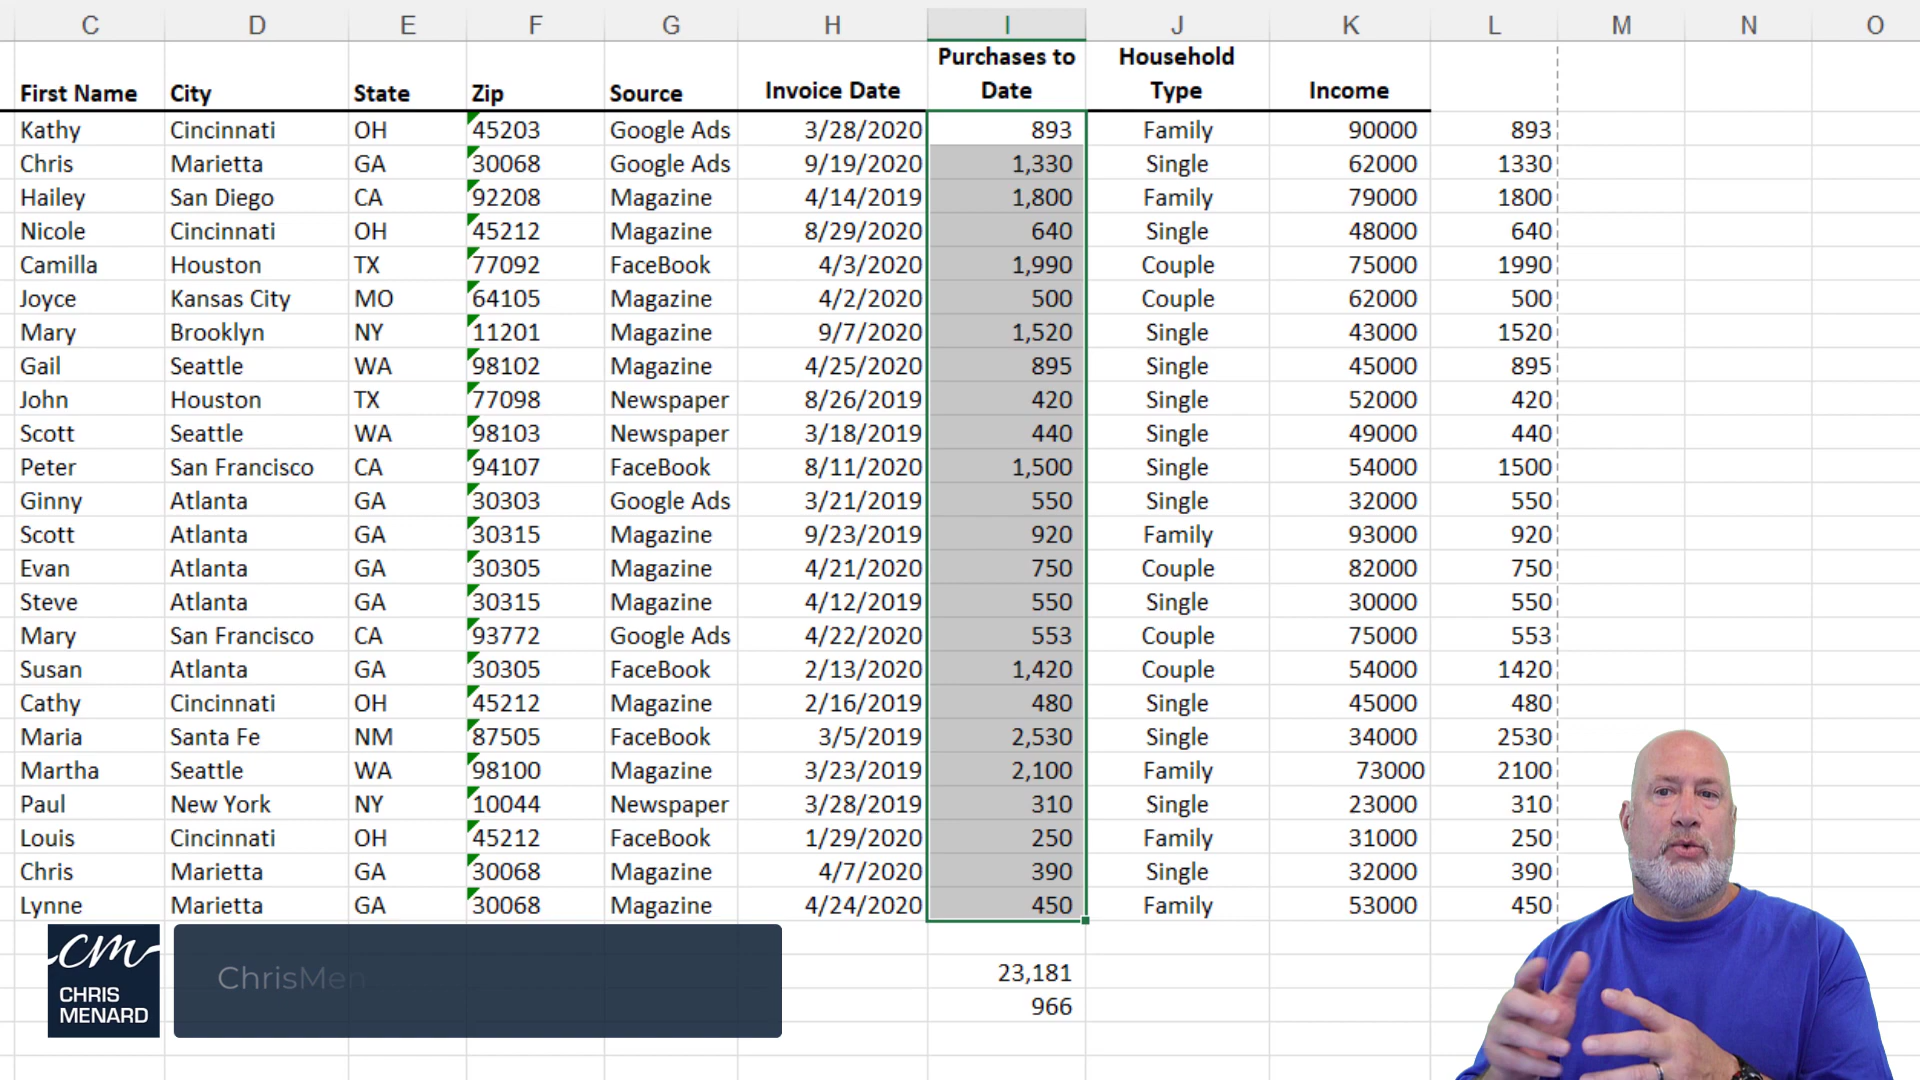 C D E F G H I J K L M N O
Purchases to Household
First Name City State Zip Source Invoice Date Date Type Income
Kathy Cincinnati OH 45203 Google Ads 3/28/2020 893 Family 90000 893
Chris Marietta GA 30068 Google Ads 9/19/2020 1,330 Single 62000 1330
Hailey San Diego CA 92208 Magazine 4/14/2019 1,800 Family 79000 1800
Nicole Cincinnati OH 45212 Magazine 8/29/2020 640 Single 48000 640
Camilla Houston TX 77092 FaceBook 4/3/2020 1,990 Couple 75000 1990
Joyce Kansas City MO 64105 Magazine 4/2/2020 500 Couple 62000 500
Mary Brooklyn NY 11201 Magazine 9/7/2020 1,520 Single 43000 1520
Gail Seattle WA 98102 Magazine 4/25/2020 895 Single 45000 895
John Houston TX 77098 Newspaper 8/26/2019 420 Single 52000 420
Scott Seattle WA 98103 Newspaper 3/18/2019 440 Single 49000 440
Peter San Francisco CA 94107 FaceBook 8/11/2020 1,500 Single 54000 1500
Ginny Atlanta GA 30303 Google Ads 3/21/2019 550 Single 32000 550
Scott Atlanta GA 30315 Magazine 9/23/2019 920 Family 93000 920
Evan Atlanta GA 30305 Magazine 4/21/2020 750 Couple 82000 750
Steve Atlanta GA 30315 Magazine 4/12/2019 550 Single 30000 550
Mary San Francisco CA 93772 Google Ads 4/22/2020 553 Couple 75000 553
Susan Atlanta GA 30305 FaceBook 2/13/2020 1,420 Couple 54000 1420
Cathy Cincinnati OH 45212 Magazine 2/16/2019 480 Single 45000 480
Maria Santa Fe NM 87505 FaceBook 3/5/2019 2,530 Single 34000 2530
Martha Seattle WA 98100 Magazine 3/23/2019 2,100 Family 73000 2100
Paul New York NY 10044 Newspaper 3/28/2019 310 Single 23000 310
Louis Cincinnati OH 45212 FaceBook 1/29/2020 250 Family 31000 250
Chris Marietta GA 30068 Magazine 4/7/2020 390 Single 32000 390
Lynne Marietta GA 30068 Magazine 4/24/2020 450 Family 53000 450
cm
CHRIS
MENARD
ChrisMen
23,181
966